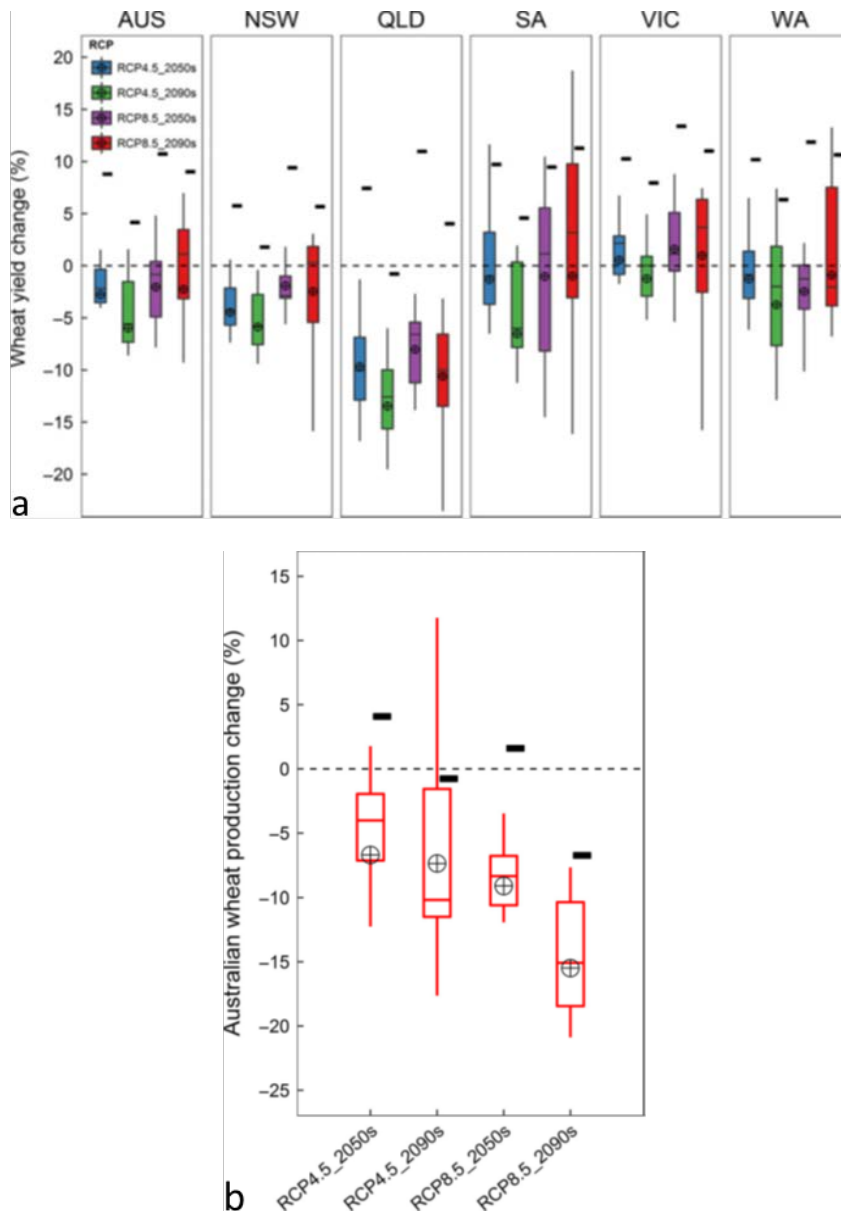 AUS NSW QLD SA VIC WA
Wheat yield change (%)
20
15
10
5
0
−5
−10
−15
−20
RCP
RCP4.5_2050s
RCP4.5_2090s
RCP8.5_2050s
RCP8.5_2090s
a
Australian wheat production change (%)
15
10
5
0
−5
−10
−15
−20
−25
RCP4.5_2050s
RCP4.5_2090s
RCP8.5_2050s
RCP8.5_2090s
b